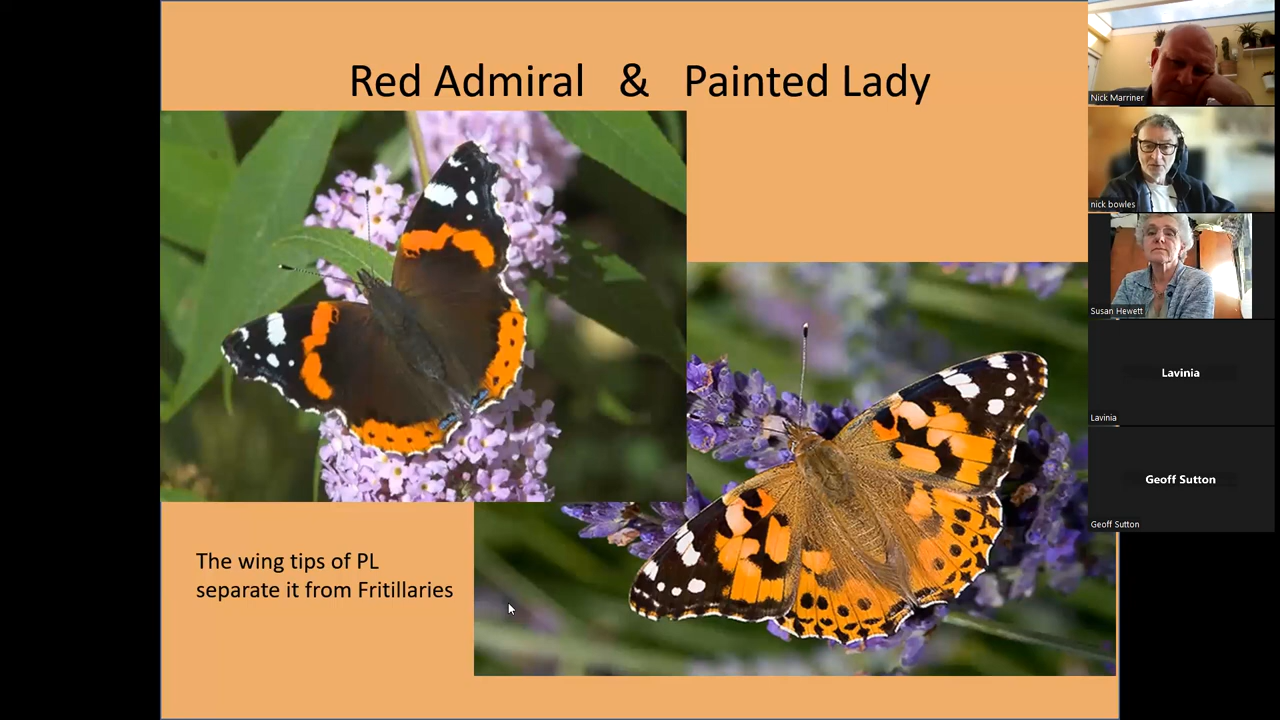 Red Admiral & Painted Lady
The wing tips of PL
separate it from Fritillaries
Nick Marriner
nick bowles
Susan Hewett
Lavinia
Lavinia
Geoff Sutton
Geoff Sutton